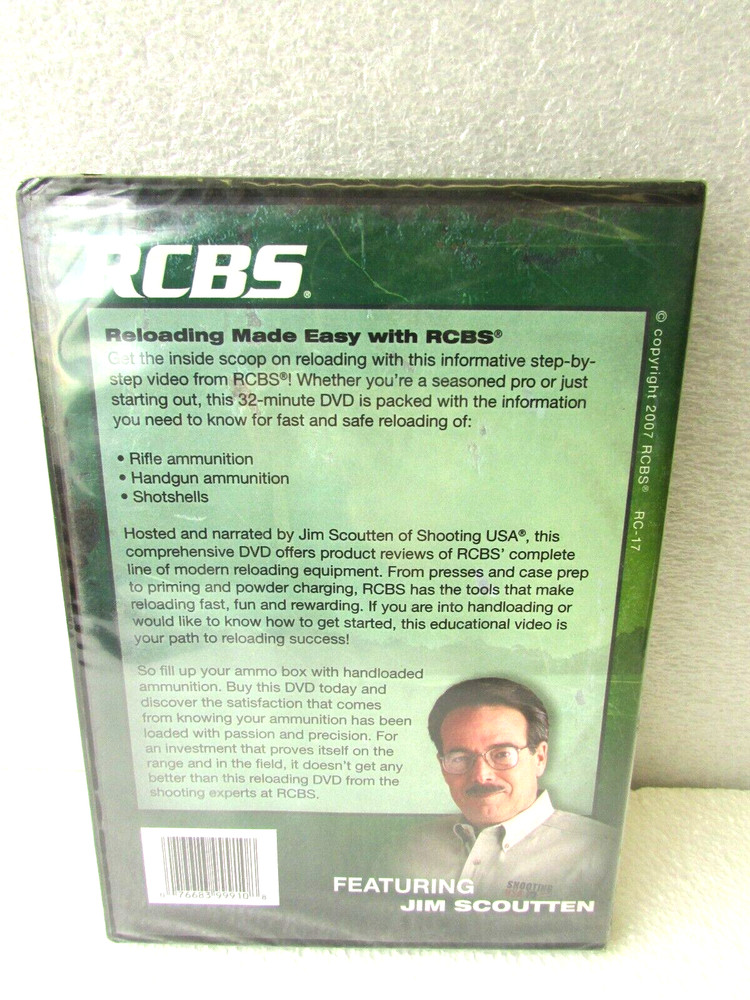 RCBS®
Reloading Made Easy with RCBS®
Get the inside scoop on reloading with this informative step-by-
step video from RCBS®! Whether you're a seasoned pro or just
starting out, this 32-minute DVD is packed with the information
you need to know for fast and safe reloading of:
• Rifle ammunition
• Handgun ammunition
• Shotshells
Hosted and narrated by Jim Scoutten of Shooting USA®, this
comprehensive DVD offers product reviews of RCBS' complete
line of modern reloading equipment. From presses and case prep
to priming and powder charging, RCBS has the tools that make
reloading fast, fun and rewarding. If you are into handloading or
would like to know how to get started, this educational video is
your path to reloading success!
So fill up your ammo box with handloaded
ammunition. Buy this DVD today and
discover the satisfaction that comes
from knowing your ammunition has been
loaded with passion and precision. For
an investment that proves itself on the
range and in the field, it doesn't get any
better than this reloading DVD from the
shooting experts at RCBS.
© copyright 2007 RCBS® RC-17
0 76683 99910 8
SHOOTING
FEATURING
JIM SCOUTTEN